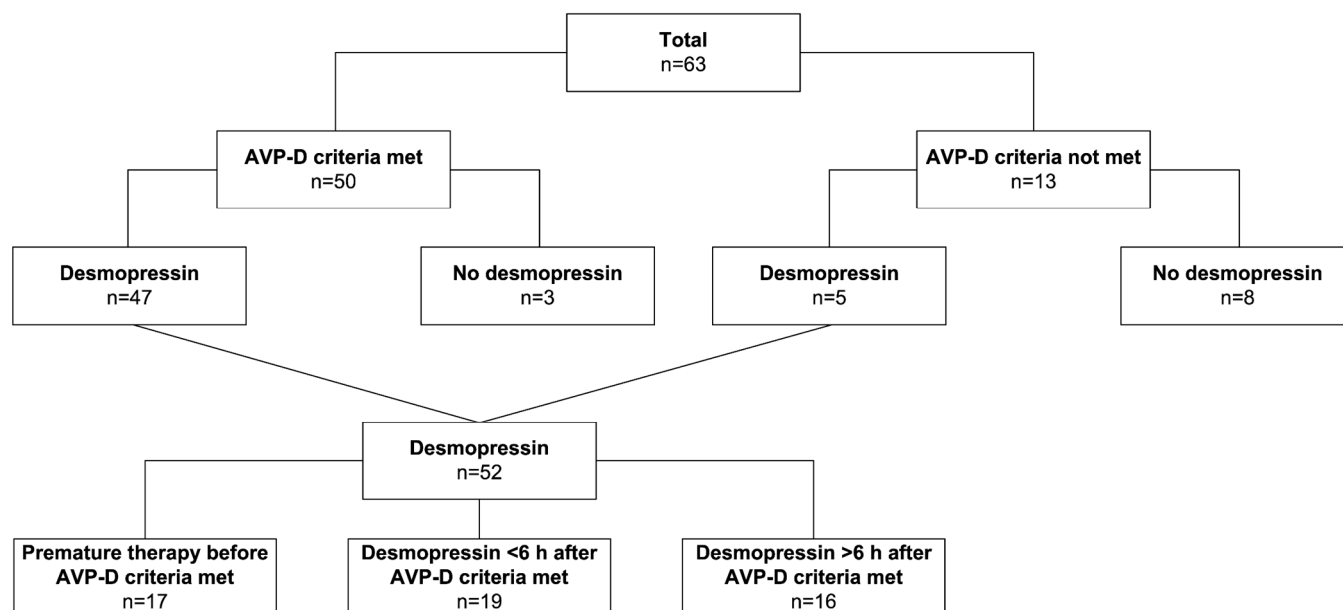 Total
n=63
AVP-D criteria met
n=50
AVP-D criteria not met
n=13
Desmopressin
n=47
No desmopressin
n=3
Desmopressin
n=5
No desmopressin
n=8
Desmopressin
n=52
Premature therapy before
AVP-D criteria met
n=17
Desmopressin <6 h after
AVP-D criteria met
n=19
Desmopressin >6 h after
AVP-D criteria met
n=16